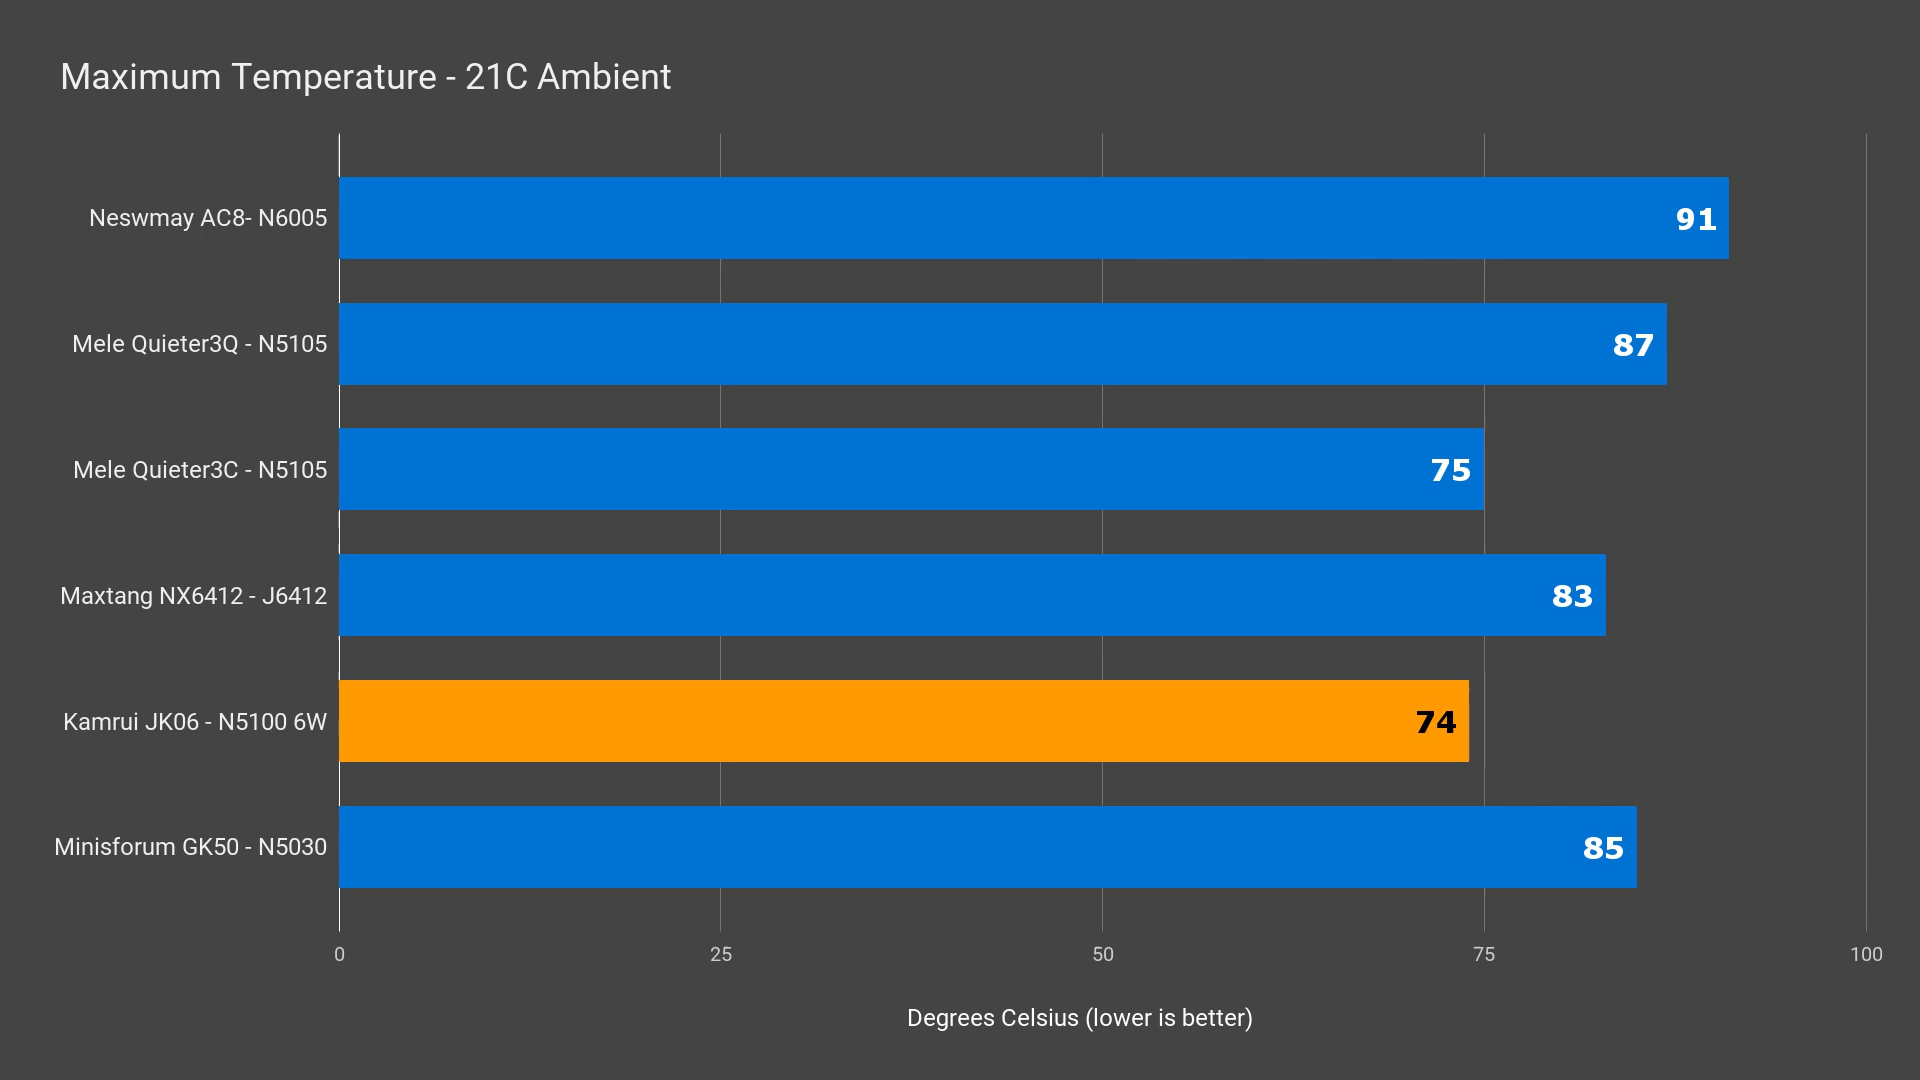 Maximum Temperature - 21C Ambient
Neswmay AC8- N6005
91
Mele Quieter3Q - N5105
87
Mele Quieter3C - N5105
75
Maxtang NX6412 - J6412
83
Kamrui JK06 - N5100 6W
74
Minisforum GK50 - N5030
85
0 25 50 75 100
Degrees Celsius (lower is better)